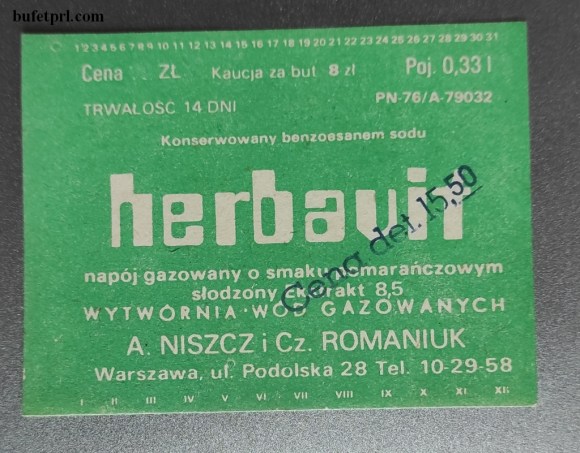 bufetprl.com
1 2 3 4 5 6 7 8 9 10 11 12 13 14 15 16 17 18 19 20 21 22 23 24 25 26 27 28 29 30 31
Cena ... ZŁ Kaucja za but 8 zł Poj. 0,33 l
TRWAŁOŚĆ 14 DNI PN-76/A-79032
Konserwowany benzoesanem sodu
herbavit
Cena det. 15,50
napój gazowany o smaku pomarańczowym
słodzony ekstrakt 8,5
WYTWÓRNIA·WÓD GAZOWANYCH
A. NISZCZ i Cz. ROMANIUK
Warszawa, ul. Podolska 28 Tel. 10-29-58
I II III IV V VI VII VIII IX X XI XII